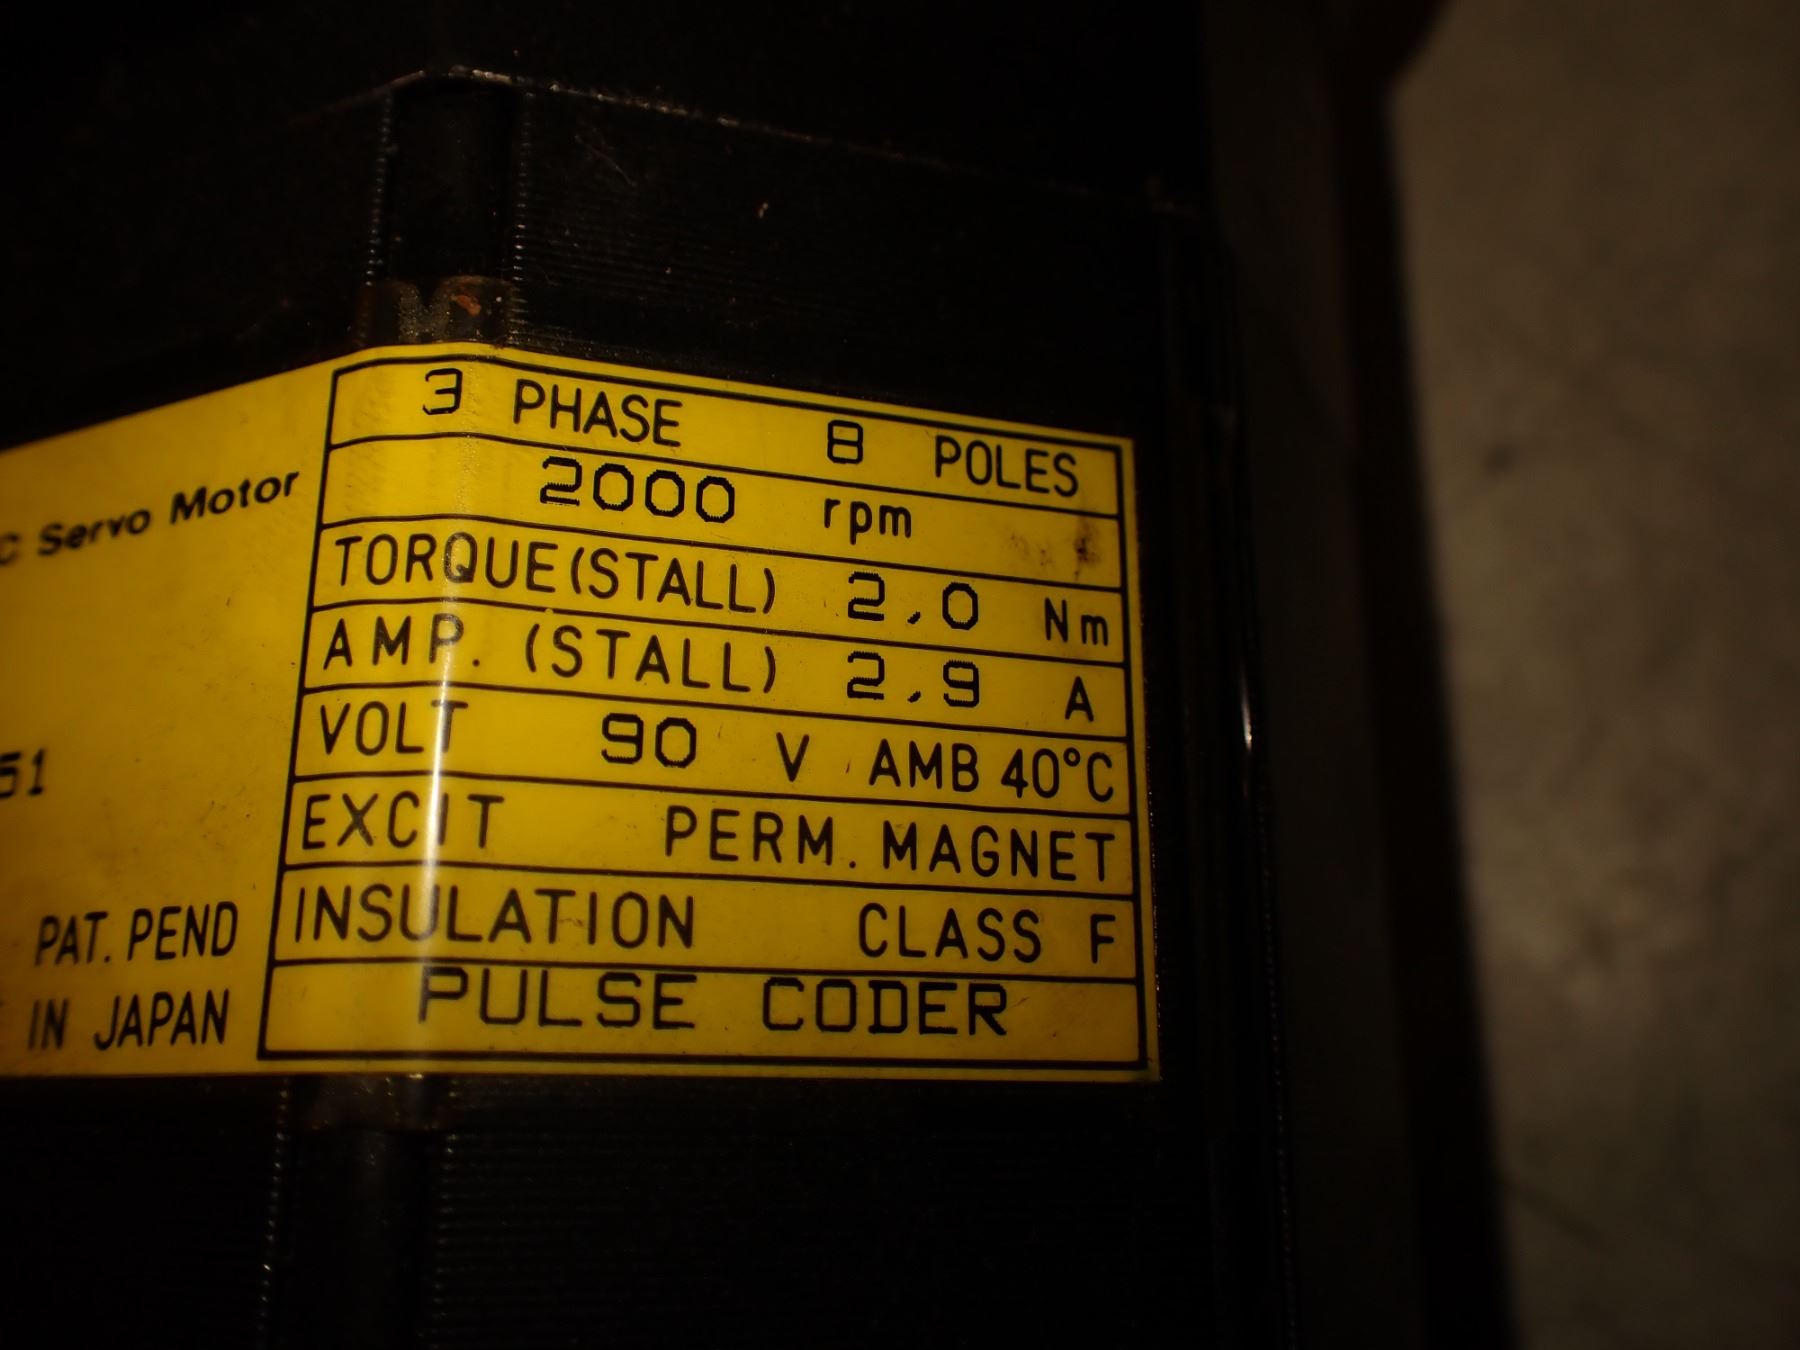 3 PHASE 8 POLES
2000 rpm
C Servo Motor
TORQUE(STALL) 2.0 Nm
AMP. (STALL) 2.9 A
VOLT 90 V AMB 40°C
51
EXCIT PERM. MAGNET
INSULATION CLASS F
PAT. PEND
PULSE CODER
IN JAPAN